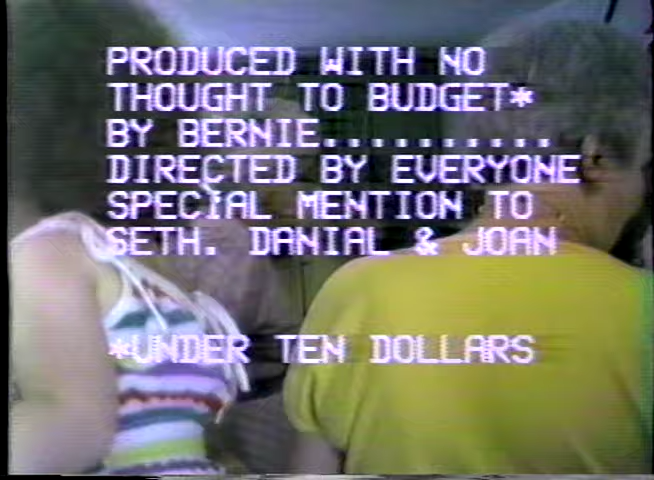 PRODUCED WITH NO
THOUGHT TO BUDGET*
BY BERNIE...........
DIRECTED BY EVERYONE
SPECIAL MENTION TO
SETH. DANIAL & JOAN
*UNDER TEN DOLLARS